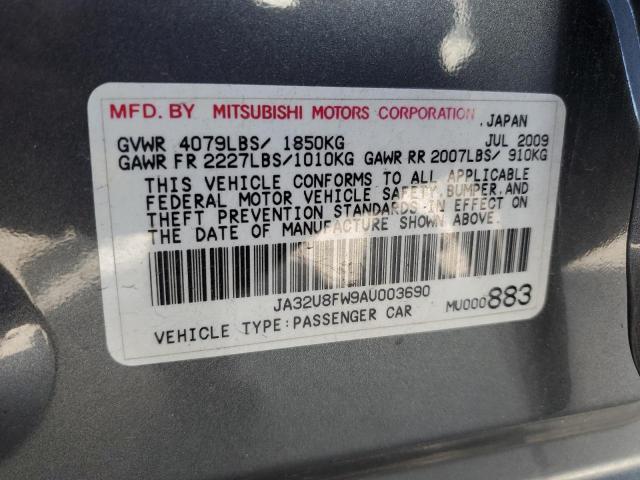 MFD. BY MITSUBISHI MOTORS CORPORATION, JAPAN
GVWR 4079LBS/ 1850KG JUL 2009
GAWR FR 2227LBS/1010KG GAWR RR 2007LBS/ 910KG
THIS VEHICLE CONFORMS TO ALL APPLICABLE
FEDERAL MOTOR VEHICLE SAFETY, BUMPER, AND
THEFT PREVENTION STANDARDS IN EFFECT ON
THE DATE OF MANUFACTURE SHOWN ABOVE.
JA32U8FW9AU003690
MU000883
VEHICLE TYPE:PASSENGER CAR